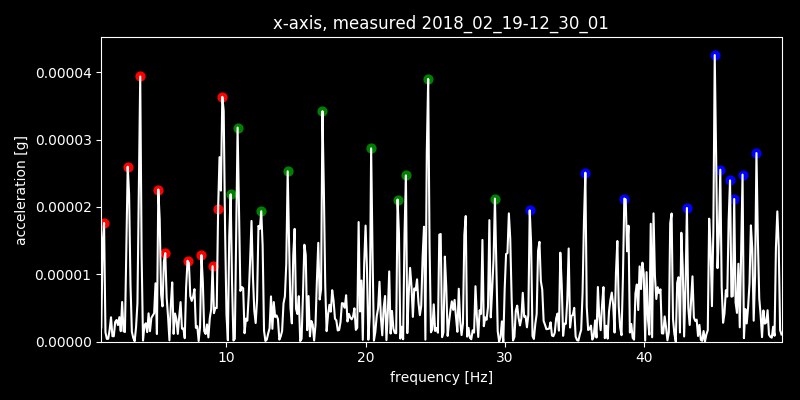 x-axis, measured 2018_02_19-12_30_01
0.00004
0.00003
0.00002
0.00001
0.00000
acceleration [g]
10 20 30 40
frequency [Hz]